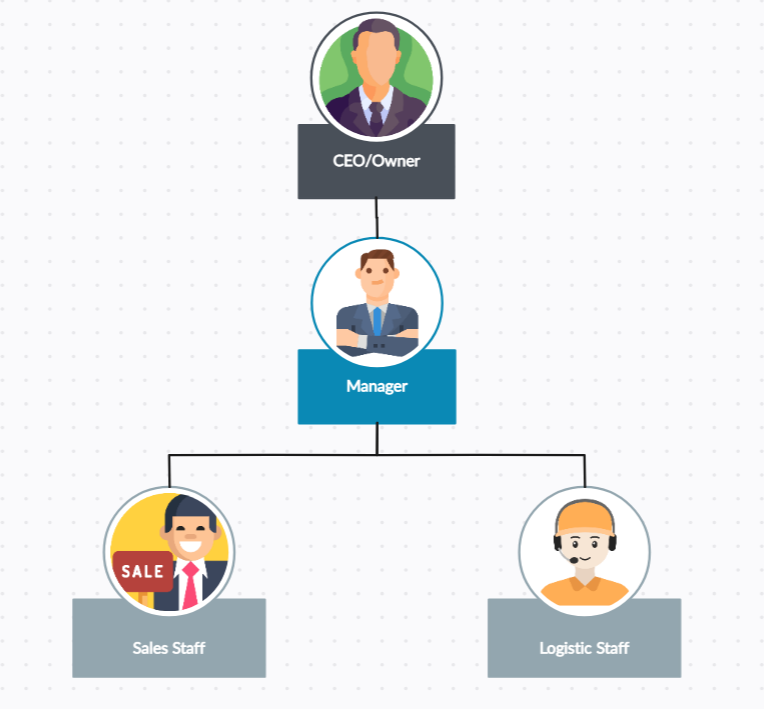 CEO/Owner
Manager
SALE
Sales Staff
Logistic Staff